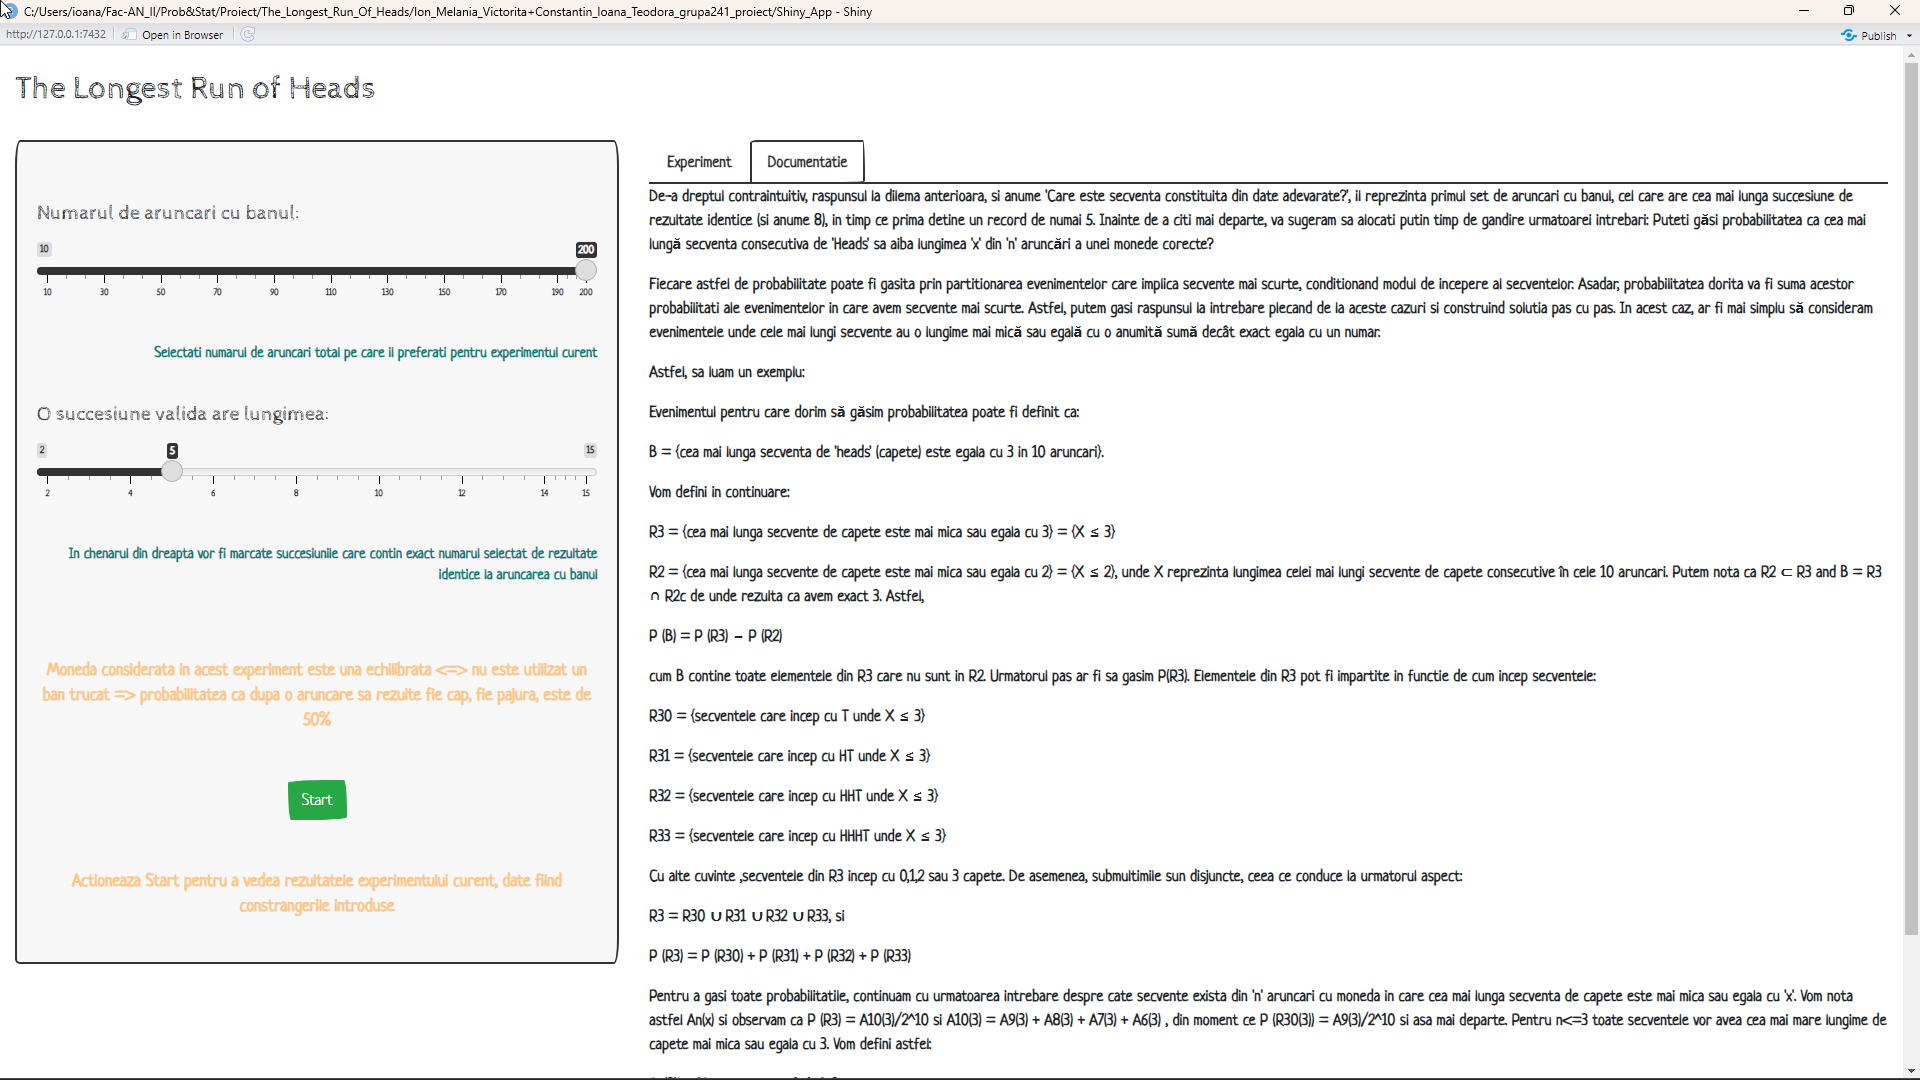 C:/Users/ioana/Fac-AN_II/Prob&Stat/Proiect/The_Longest_Run_Of_Heads/Ion_Melania_Victorita+Constantin_Ioana_Teodora_grupa241_proiect/Shiny_App - Shiny
http://127.0.0.1:7432 Open in Browser Publish
The Longest Run of Heads
Numarul de aruncari cu banul:
10 200
10 30 50 70 90 110 130 150 170 190 200
Selectati numarul de aruncari total pe care il preferati pentru experimentul curent
O succesiune valida are lungimea:
2 5 15
2 4 6 8 10 12 14 15
In chenarul din dreapta vor fi marcate succesiunile care contin exact numarul selectat de rezultate
identice la aruncarea cu banul
Moneda considerata in acest experiment este una echilibrata <=> nu este utilizat un
ban trucat => probabilitatea ca dupa o aruncare sa rezulte fie cap, fie pajura, este de
50%
Start
Actioneaza Start pentru a vedea rezultatele experimentului curent, date fiind
constrangerile introduse
Experiment Documentatie
De-a dreptul contraintuitiv, raspunsul la dilema anterioara, si anume 'Care este secventa constituita din date adevarate?', il reprezinta primul set de aruncari cu banul, cel care are cea mai lunga succesiune de
rezultate identice (si anume 8), in timp ce prima detine un record de numai 5. Inainte de a citi mai departe, va sugeram sa alocati putin timp de gandire urmatoarei intrebari: Puteti găsi probabilitatea ca cea mai
lungă secventa consecutiva de 'Heads' sa aiba lungimea 'x' din 'n' aruncări a unei monede corecte?
Fiecare astfel de probabilitate poate fi gasita prin partitionarea evenimentelor care implica secvente mai scurte, conditionand modul de incepere al secventelor. Asadar, probabilitatea dorita va fi suma acestor
probabilitati ale evenimentelor in care avem secvente mai scurte. Astfel, putem gasi raspunsul la intrebare plecand de la aceste cazuri si construind solutia pas cu pas. In acest caz, ar fi mai simplu să consideram
evenimentele unde cele mai lungi secvente au o lungime mai mică sau egală cu o anumită sumă decât exact egala cu un numar.
Astfel, sa luam un exemplu:
Evenimentul pentru care dorim să găsim probabilitatea poate fi definit ca:
B = {cea mai lunga secventa de 'heads' (capete) este egala cu 3 in 10 aruncari}.
Vom defini in continuare:
R3 = {cea mai lunga secvente de capete este mai mica sau egala cu 3} = {X ≤ 3}
R2 = {cea mai lunga secvente de capete este mai mica sau egala cu 2} = {X ≤ 2}, unde X reprezinta lungimea celei mai lungi secvente de capete consecutive în cele 10 aruncari. Putem nota ca R2 ⊂ R3 and B = R3
∩ R2c de unde rezulta ca avem exact 3. Astfel,
P (B) = P (R3) − P (R2)
cum B contine toate elementele din R3 care nu sunt in R2. Urmatorul pas ar fi sa gasim P(R3). Elementele din R3 pot fi impartite in functie de cum incep secventele:
R30 = {secventele care incep cu T unde X ≤ 3}
R31 = {secventele care incep cu HT unde X ≤ 3}
R32 = {secventele care incep cu HHT unde X ≤ 3}
R33 = {secventele care incep cu HHHT unde X ≤ 3}
Cu alte cuvinte ,secventele din R3 incep cu 0,1,2 sau 3 capete. De asemenea, submultimile sun disjuncte, ceea ce conduce la urmatorul aspect:
R3 = R30 ∪ R31 ∪ R32 ∪ R33, si
P (R3) = P (R30) + P (R31) + P (R32) + P (R33)
Pentru a gasi toate probabilitatile, continuam cu urmatoarea intrebare despre cate secvente exista din 'n' aruncari cu moneda in care cea mai lunga secventa de capete este mai mica sau egala cu 'x'. Vom nota
astfel An(x) si observam ca P (R3) = A10(3)/2^10 si A10(3) = A9(3) + A8(3) + A7(3) + A6(3) , din moment ce P (R30(3)) = A9(3)/2^10 si asa mai departe. Pentru n<=3 toate secventele vor avea cea mai mare lungime de
capete mai mica sau egala cu 3. Vom defini astfel: